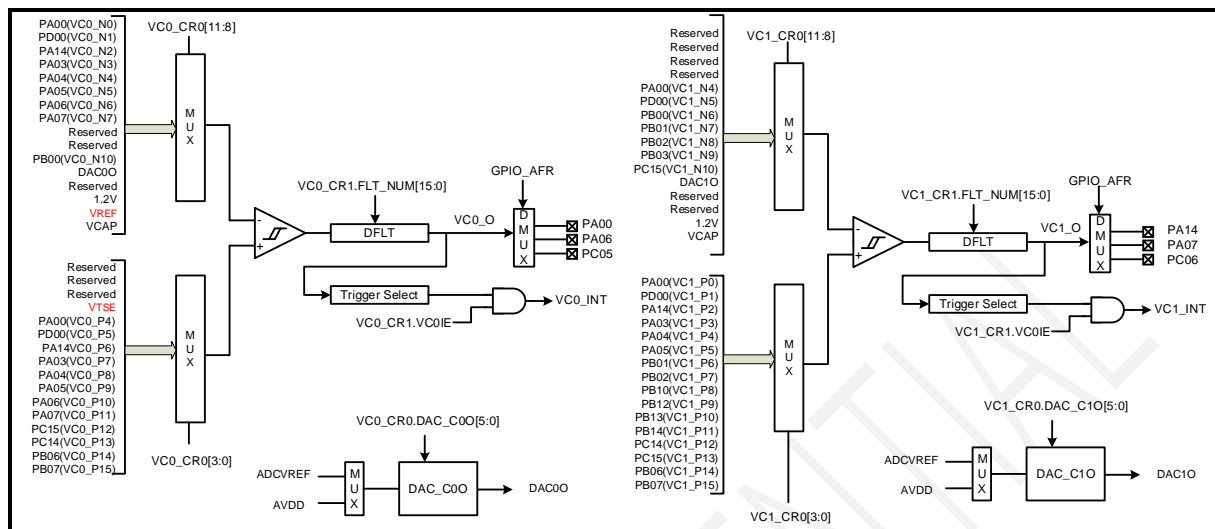 VC0_CR0[11:8]
PA00(VC0_N0)
PD00(VC0_N1)
PA14(VC0_N2)
PA03(VC0_N3)
PA04(VC0_N4)
PA05(VC0_N5)
PA06(VC0_N6)
PA07(VC0_N7)
Reserved
Reserved
PB00(VC0_N10)
DAC0O
Reserved
1.2V
VREF
VCAP
M
U
X
Reserved
Reserved
Reserved
VTSE
PA00(VC0_P4)
PD00(VC0_P5)
PA14VC0_P6)
PA03(VC0_P7)
PA04(VC0_P8)
PA05(VC0_P9)
PA06(VC0_P10)
PA07(VC0_P11)
PC15(VC0_P12)
PC14(VC0_P13)
PB06(VC0_P14)
PB07(VC0_P15)
M
U
X
VC0_CR0[3:0]
-
+
VC0_CR1.FLT_NUM[15:0]
DFLT
VC0_O
GPIO_AFR
D
M
U
X
PA00
PA06
PC05
Trigger Select
VC0_CR1.VC0IE
VC0_INT
VC0_CR0.DAC_C0O[5:0]
ADCVREF
AVDD
M
U
X
DAC_C0O
DAC0O
VC1_CR0[11:8]
Reserved
Reserved
Reserved
Reserved
PA00(VC1_N4)
PD00(VC1_N5)
PB00(VC1_N6)
PB01(VC1_N7)
PB02(VC1_N8)
PB03(VC1_N9)
PC15(VC1_N10)
DAC1O
Reserved
Reserved
1.2V
VCAP
M
U
X
PA00(VC1_P0)
PD00(VC1_P1)
PA14(VC1_P2)
PA03(VC1_P3)
PA04(VC1_P4)
PA05(VC1_P5)
PB01(VC1_P6)
PB02(VC1_P7)
PB10(VC1_P8)
PB12(VC1_P9)
PB13(VC1_P10)
PB14(VC1_P11)
PC14(VC1_P12)
PC15(VC1_P13)
PB06(VC1_P14)
PB07(VC1_P15)
M
U
X
VC1_CR0[3:0]
-
+
VC1_CR1.FLT_NUM[15:0]
DFLT
VC1_O
GPIO_AFR
D
M
U
X
PA14
PA07
PC06
Trigger Select
VC1_CR1.VC0IE
VC1_INT
VC1_CR0.DAC_C1O[5:0]
ADCVREF
AVDD
M
U
X
DAC_C1O
DAC1O